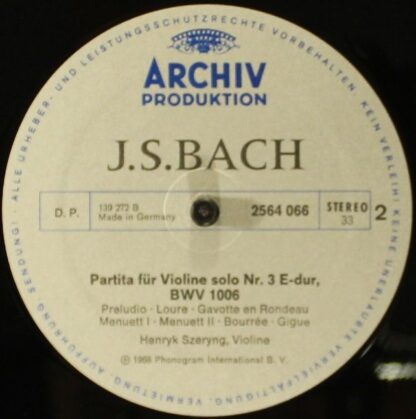 ALLE URHEBER- UND LEISTUNGSSCHUTZRECHTE VORBEHALTEN · KEIN VERLEIH! KEINE UNERLAUBTE VERVIELFÄLTIGUNG, VERMIETUNG, AUFFÜHRUNG, SENDUNG! ·
ARCHIV
PRODUKTION
J.S.BACH
D. P.
139 272 B
Made in Germany
2564 066
STEREO
33
2
Partita für Violine solo Nr. 3 E-dur,
BWV 1006
Preludio · Loure · Gavotte en Rondeau
Menuett I · Menuett II · Bourrée · Gigue
Henryk Szeryng, Violine
Ⓟ 1968 Phonogram International B. V.